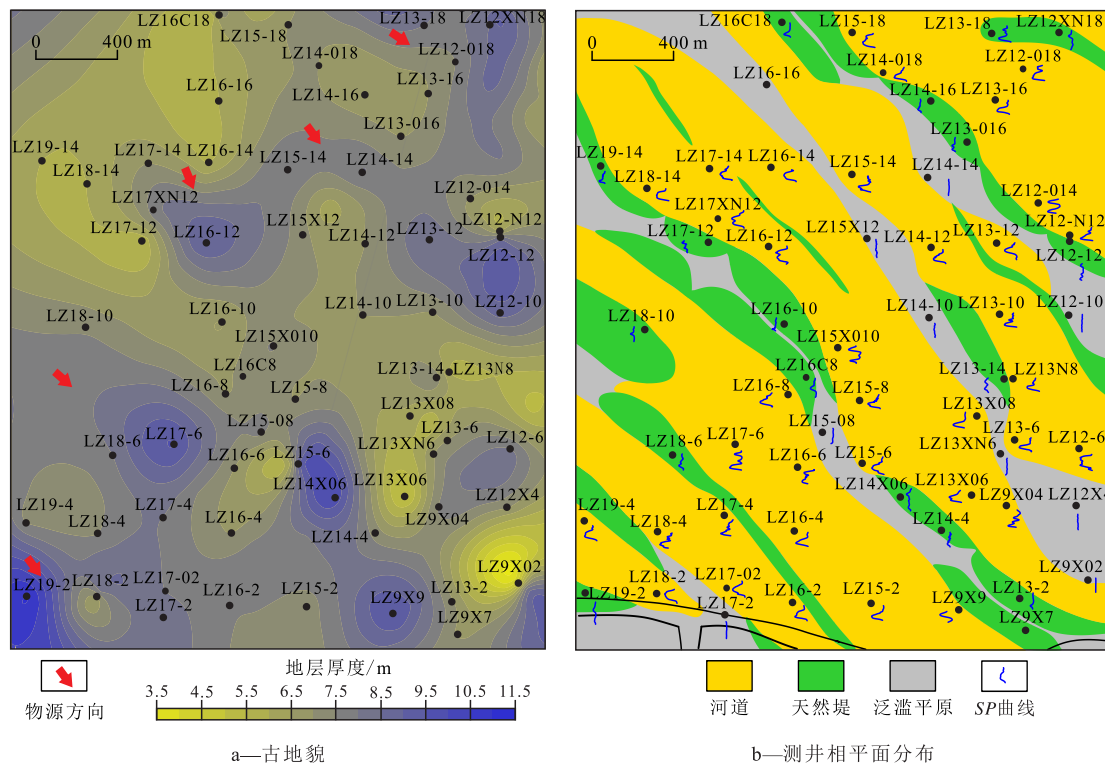 0 400 m
LZ16C18
LZ15-18
LZ13-18
LZ12XN18
LZ14-018
LZ12-018
LZ16-16
LZ14-16
LZ13-16
LZ13-016
LZ19-14
LZ18-14
LZ17-14
LZ16-14
LZ15-14
LZ14-14
LZ17XN12
LZ12-014
LZ17-12
LZ16-12
LZ15X12
LZ14-12
LZ13-12
LZ12-N12
LZ12-12
LZ18-10
LZ16-10
LZ14-10
LZ13-10
LZ12-10
LZ15X010
LZ16C8
LZ16-8
LZ15-8
LZ13-14
LZ13N8
LZ13X08
LZ18-6
LZ17-6
LZ15-08
LZ13-6
LZ16-6
LZ15-6
LZ13XN6
LZ12-6
LZ14X06
LZ13X06
LZ19-4
LZ18-4
LZ17-4
LZ16-4
LZ14-4
LZ9X04
LZ12X4
LZ19-2
LZ18-2
LZ17-02
LZ17-2
LZ16-2
LZ15-2
LZ9X9
LZ13-2
LZ9X02
LZ9X7
物源方向
地层厚度/m
3.5 4.5 5.5 6.5 7.5 8.5 9.5 10.5 11.5
a—古地貌
0 400 m
LZ16C18
LZ15-18
LZ13-18
LZ12XN18
LZ14-018
LZ12-018
LZ16-16
LZ14-16
LZ13-16
LZ13-016
LZ19-14
LZ18-14
LZ17-14
LZ16-14
LZ15-14
LZ14-14
LZ17XN12
LZ12-014
LZ17-12
LZ16-12
LZ15X12
LZ14-12
LZ13-12
LZ12-N12
LZ12-12
LZ18-10
LZ16-10
LZ14-10
LZ13-10
LZ12-10
LZ15X010
LZ16C8
LZ16-8
LZ15-8
LZ13-14
LZ13N8
LZ13X08
LZ18-6
LZ17-6
LZ15-08
LZ13-6
LZ16-6
LZ15-6
LZ13XN6
LZ12-6
LZ14X06
LZ13X06
LZ9X04
LZ12X4
LZ19-4
LZ18-4
LZ17-4
LZ16-4
LZ14-4
LZ19-2
LZ18-2
LZ17-02
LZ17-2
LZ16-2
LZ15-2
LZ9X9
LZ13-2
LZ9X02
LZ9X7
河道
天然堤
泛滥平原
SP曲线
b—测井相平面分布